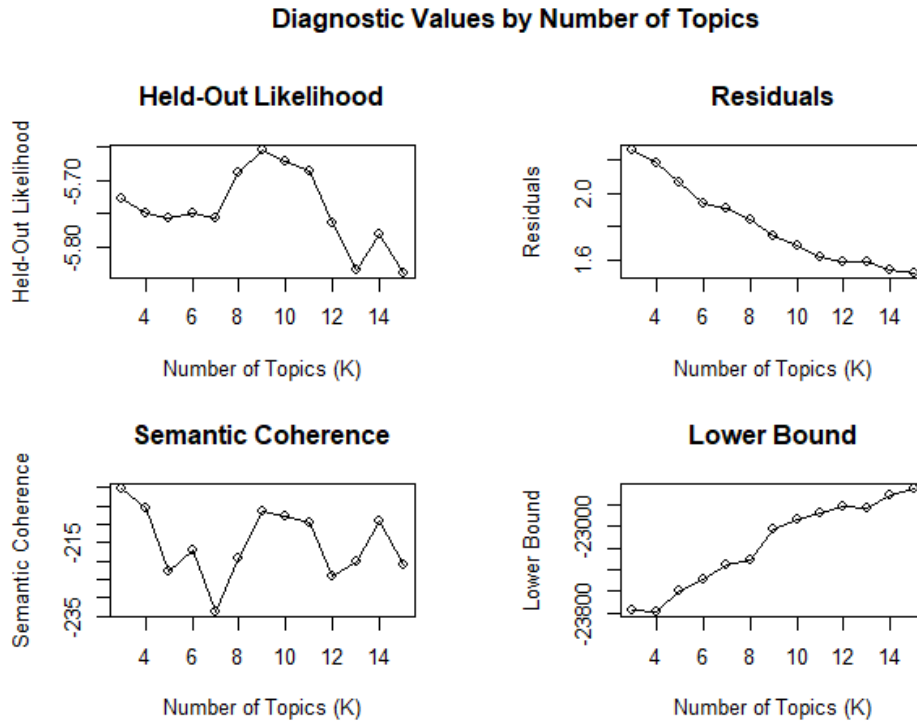 Diagnostic Values by Number of Topics
Held-Out Likelihood
Held-Out Likelihood
-5.70
-5.80
4 6 8 10 12 14
Number of Topics (K)
Residuals
Residuals
2.0
1.6
4 6 8 10 12 14
Number of Topics (K)
Semantic Coherence
Semantic Coherence
-215
-235
4 6 8 10 12 14
Number of Topics (K)
Lower Bound
Lower Bound
-23000
-23800
4 6 8 10 12 14
Number of Topics (K)